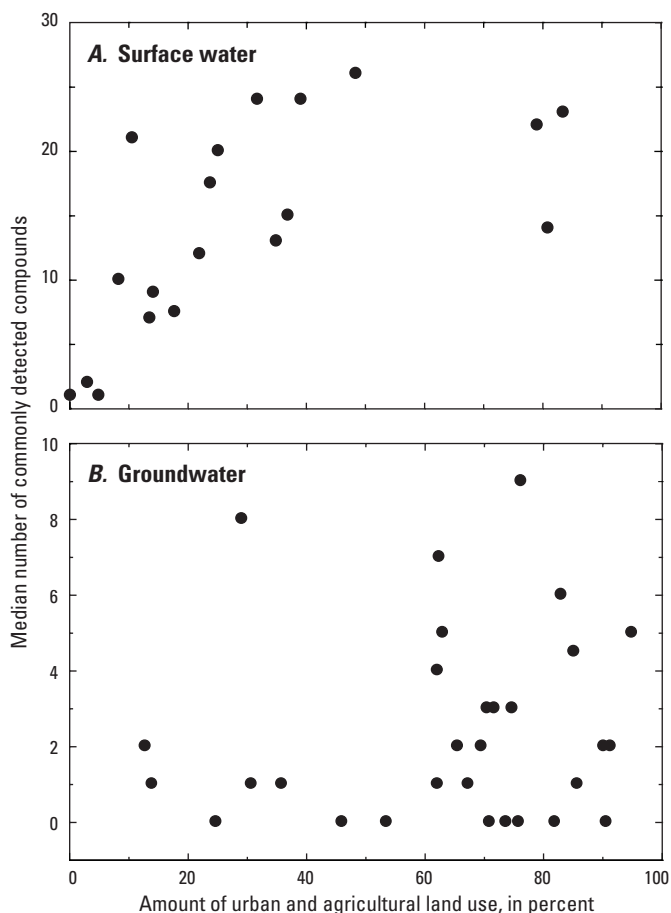 30
A. Surface water
20
10
0
Median number of commonly detected compounds
10
B. Groundwater
8
6
4
2
0
0 20 40 60 80 100
Amount of urban and agricultural land use, in percent